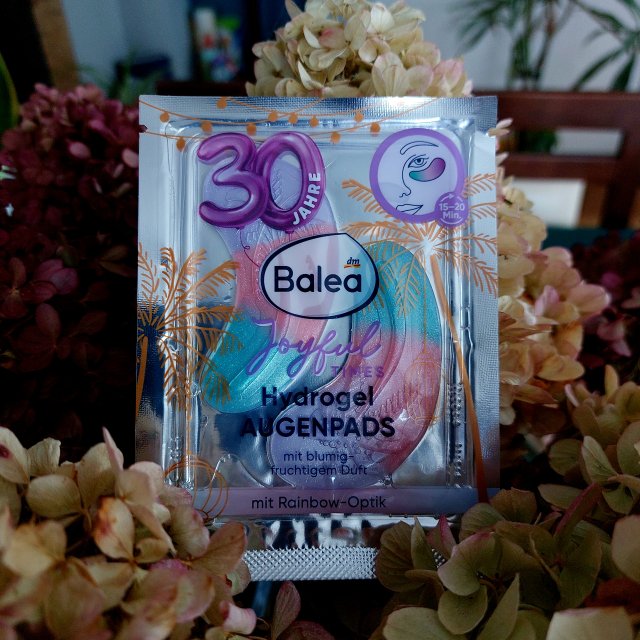 30
JAHRE
15-20
Min.
dm
Balea
Joyful
TIMES
Hydrogel
AUGENPADS
mit blumig-
fruchtigem Duft
mit Rainbow-Optik